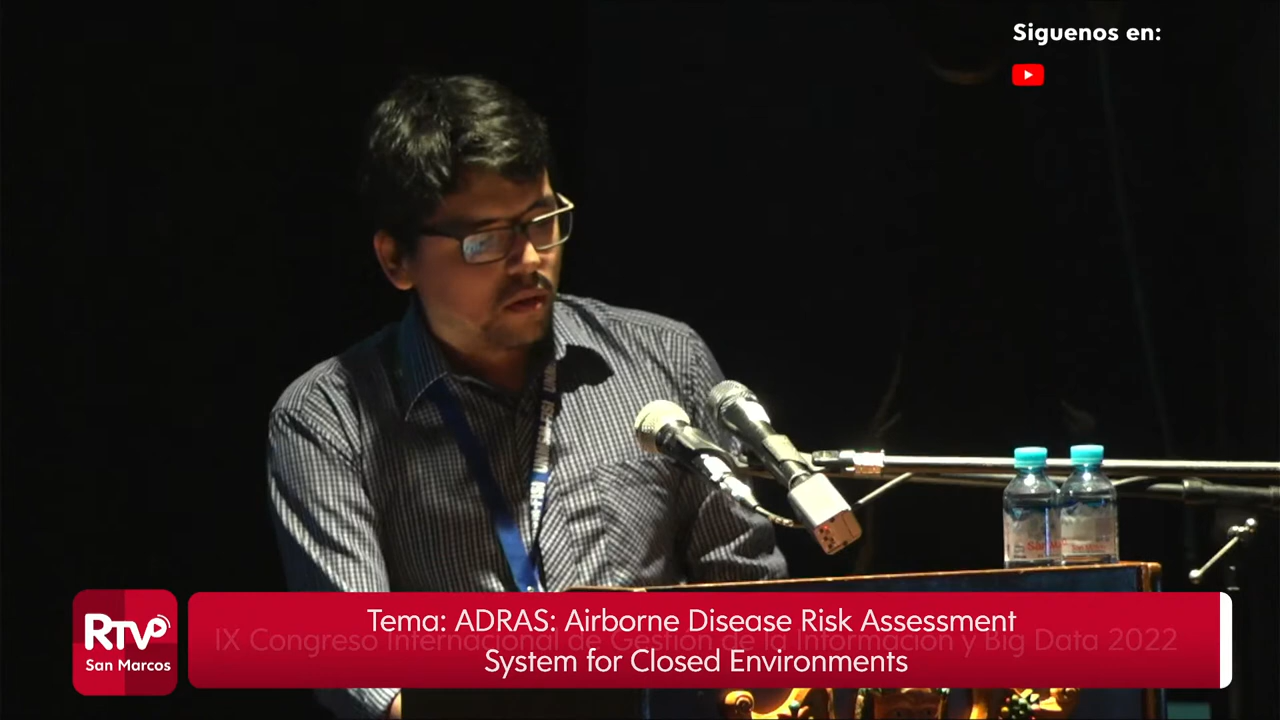 Siguenos en:
Tema: ADRAS: Airborne Disease Risk Assessment
System for Closed Environments
IX Congreso Internacional de Gestión de la Información y Big Data 2022
RTVP
San Marcos